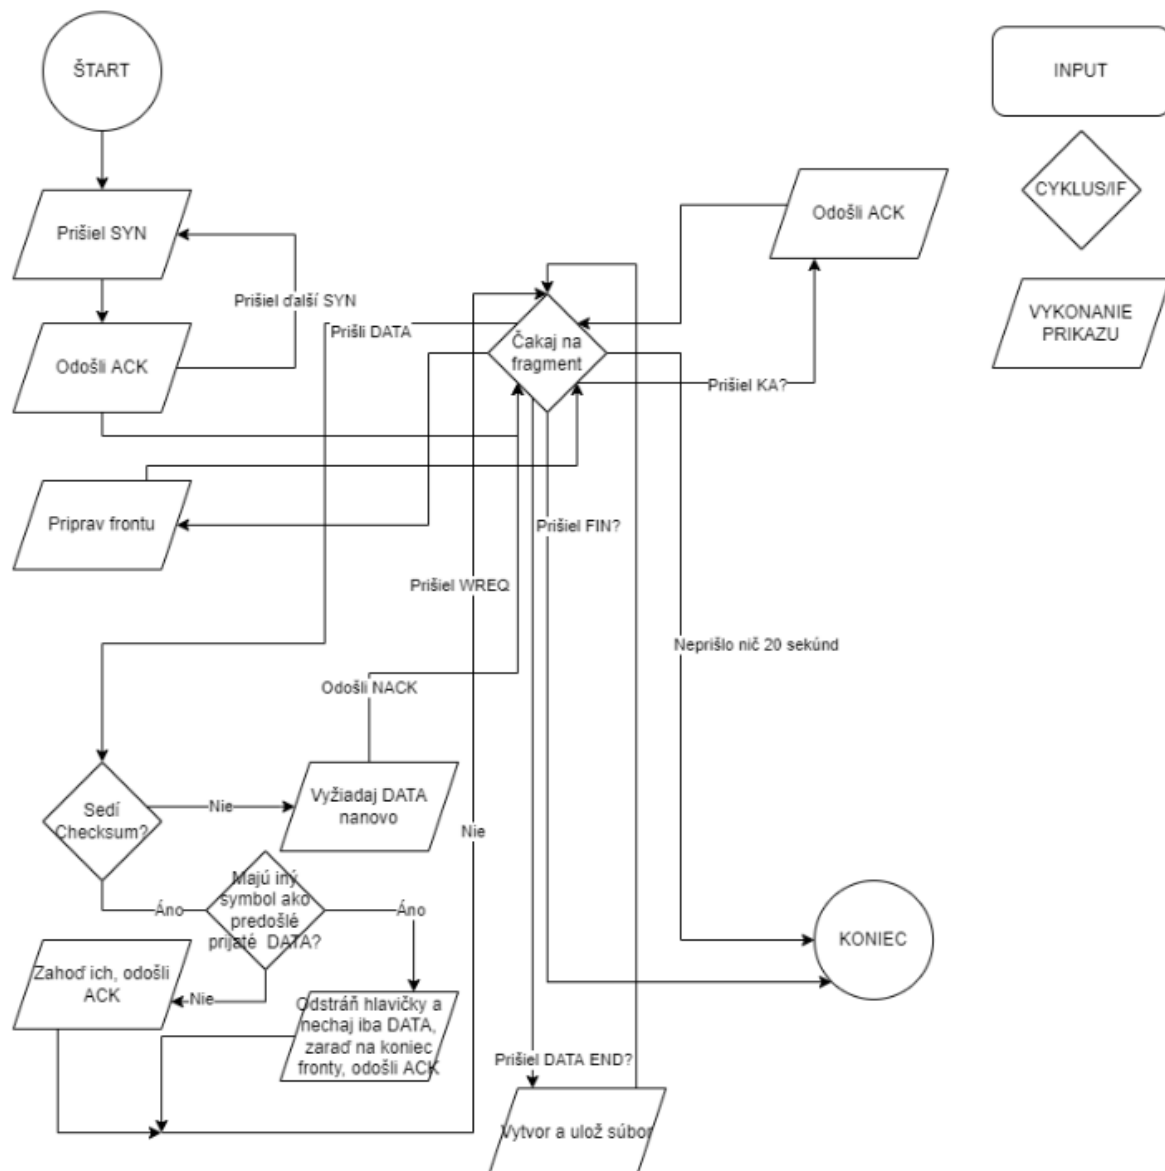 ŠTART
INPUT
CYKLUS/IF
VYKONANIE
PRIKAZU
Prišiel SYN
Odošli ACK
Prišiel ďalší SYN
Odošli ACK
Prišli DATA
Čakaj na
fragment
Prišiel KA?
Priprav frontu
Prišiel FIN?
Prišiel WREQ
Neprišlo nič 20 sekúnd
Odošli NACK
Sedí
Checksum?
Nie
Vyžiadaj DATA
nanovo
Nie
Majú iný
symbol ako
predošlé
prijaté DATA?
Áno
Áno
KONIEC
Zahoď ich, odošli
ACK
Nie
Odstráň hlavičky a
nechaj iba DATA,
zaraď na koniec
fronty, odošli ACK
Prišiel DATA END?
Vytvor a ulož súbor